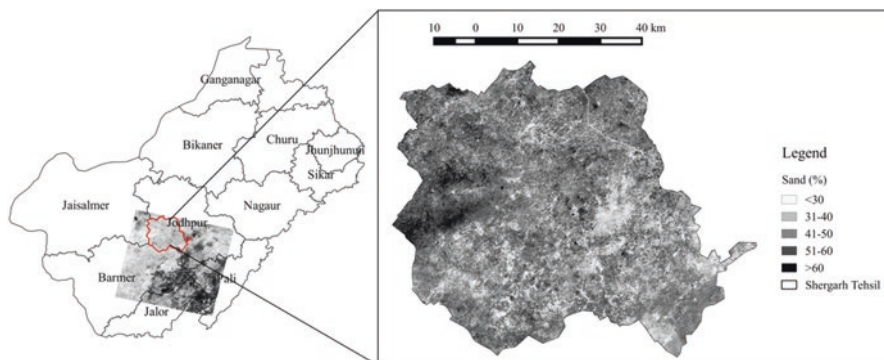 Ganganagar
Bikaner
Churu
Jhunjhunun
Sikar
Jaisalmer
Nagaur
Jodhpur
Barmer
Pali
Jalor
10 0 10 20 30 40 km
Legend
Sand (%)
<30
31-40
41-50
51-60
>60
Shergarh Tehsil